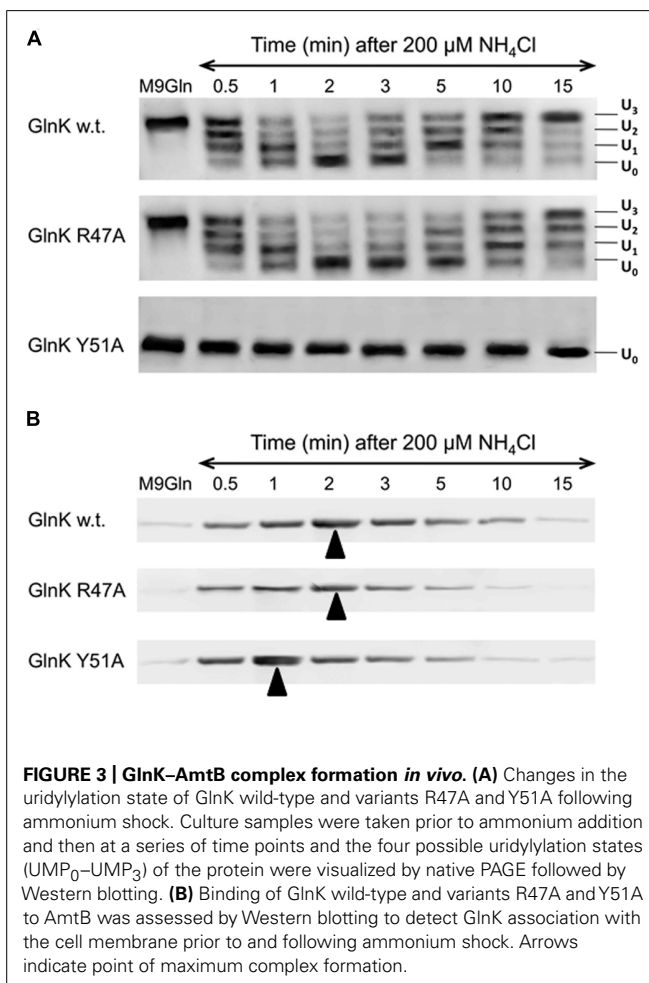 A
Time (min) after 200 µM NH₄Cl
M9Gln 0.5 1 2 3 5 10 15
GlnK w.t.
U₃
U₂
U₁
U₀
GlnK R47A
U₃
U₂
U₁
U₀
GlnK Y51A
U₀
B
Time (min) after 200 µM NH₄Cl
M9Gln 0.5 1 2 3 5 10 15
GlnK w.t.
GlnK R47A
GlnK Y51A
FIGURE 3 | GlnK–AmtB complex formation in vivo. (A) Changes in the
uridylylation state of GlnK wild-type and variants R47A and Y51A following
ammonium shock. Culture samples were taken prior to ammonium addition
and then at a series of time points and the four possible uridylylation states
(UMP₀–UMP₃) of the protein were visualized by native PAGE followed by
Western blotting. (B) Binding of GlnK wild-type and variants R47A and Y51A
to AmtB was assessed by Western blotting to detect GlnK association with
the cell membrane prior to and following ammonium shock. Arrows
indicate point of maximum complex formation.